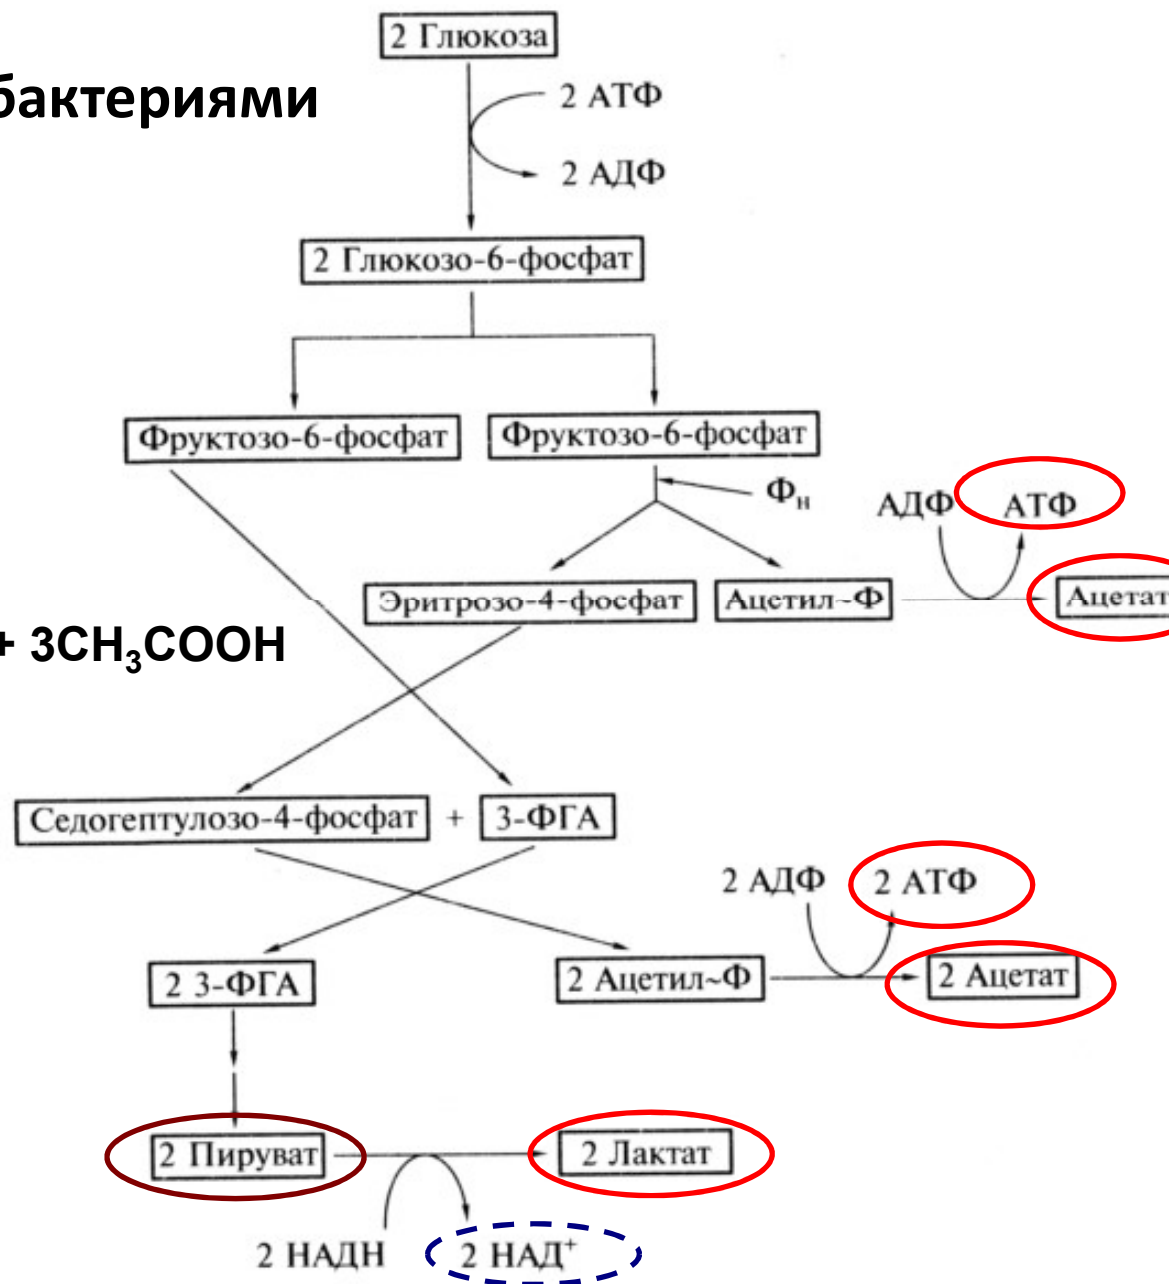 2 Глюкоза
бактериями
2 АТФ
2 АДФ
2 Глюкозо-6-фосфат
Фруктозо-6-фосфат
Фруктозо-6-фосфат
Фн
АДФ
АТФ
Эритрозо-4-фосфат
Ацетил~Ф
Ацетат
+ 3CH₃COOH
Седогептулозо-4-фосфат + 3-ФГА
2 АДФ
2 АТФ
2 3-ФГА
2 Ацетил~Ф
2 Ацетат
2 Пируват
2 Лактат
2 НАДН
2 НАД⁺